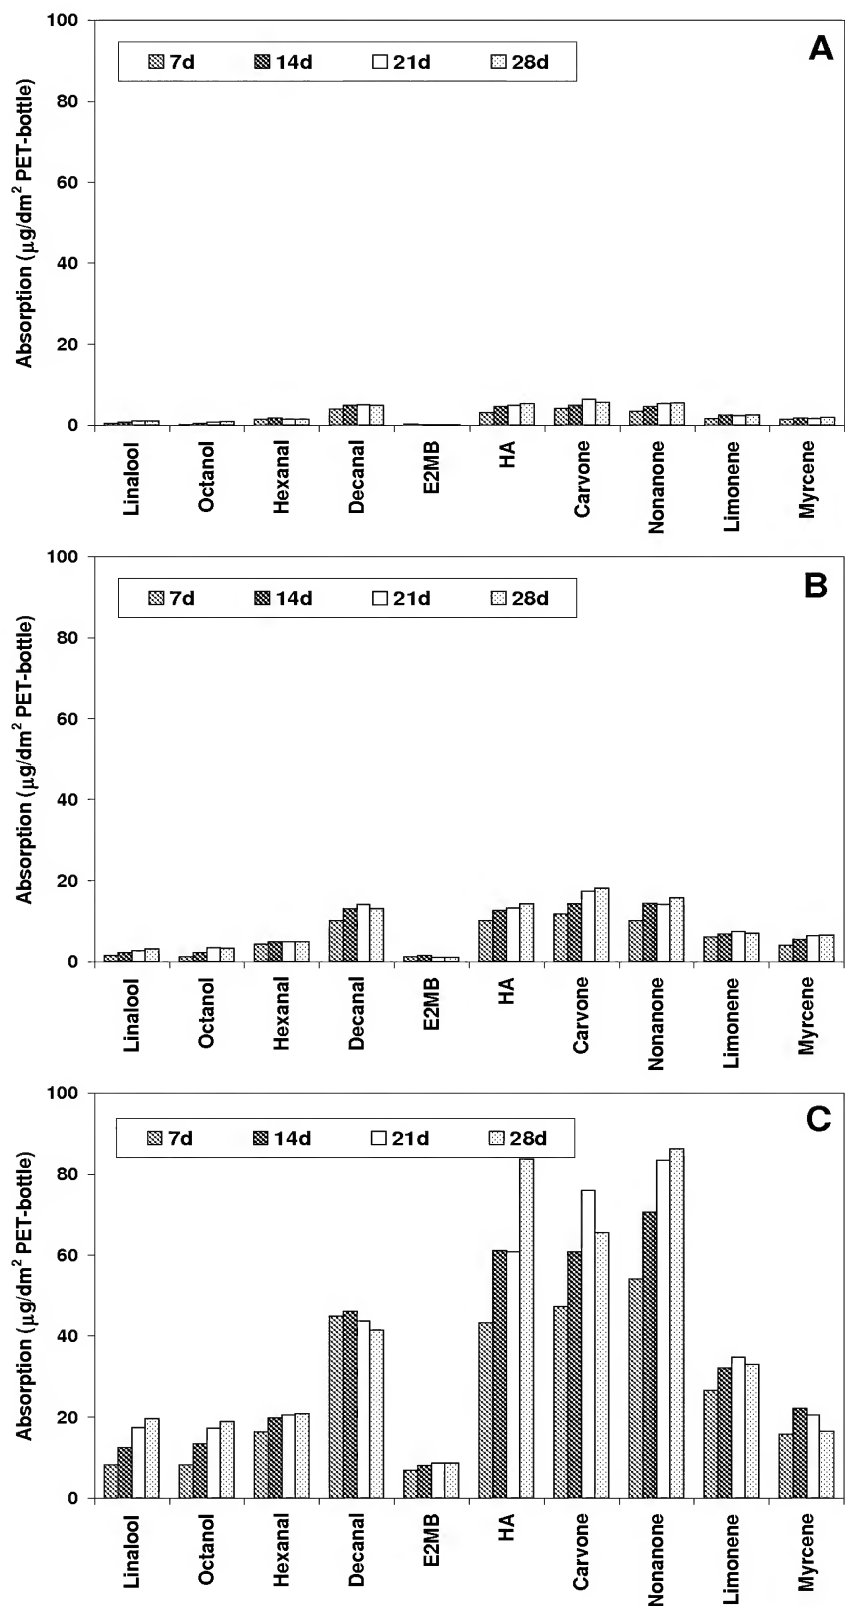 A
7d 14d 21d 28d
Absorption (µg/dm² PET-bottle)
100
80
60
40
20
0
Linalool Octanol Hexanal Decanal E2MB HA Carvone Nonanone Limonene Myrcene
B
7d 14d 21d 28d
Absorption (µg/dm² PET-bottle)
100
80
60
40
20
0
Linalool Octanol Hexanal Decanal E2MB HA Carvone Nonanone Limonene Myrcene
C
7d 14d 21d 28d
Absorption (µg/dm² PET-bottle)
100
80
60
40
20
0
Linalool Octanol Hexanal Decanal E2MB HA Carvone Nonanone Limonene Myrcene